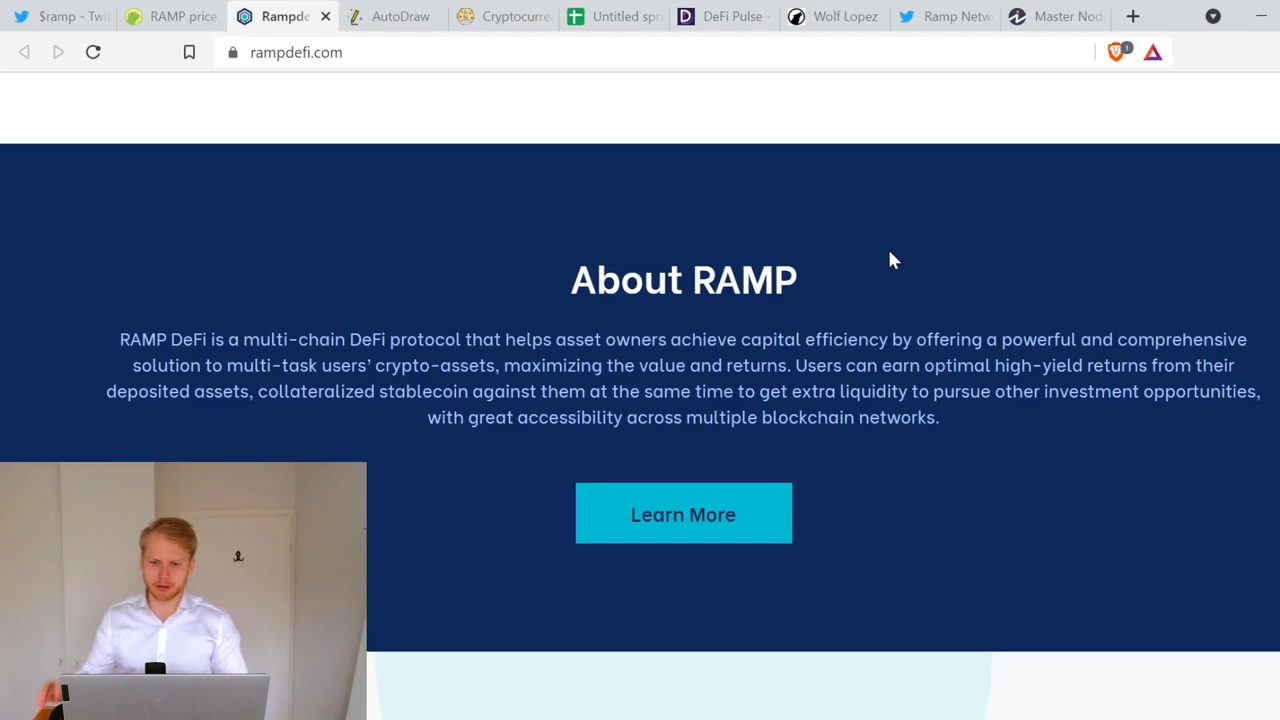 $ramp - Twi
RAMP price
Rampde
AutoDraw
Cryptocurre
Untitled spr
DeFi Pulse -
Wolf Lopez
Ramp Netw
Master Nod
rampdefi.com
1
About RAMP
RAMP DeFi is a multi-chain DeFi protocol that helps asset owners achieve capital efficiency by offering a powerful and comprehensive
solution to multi-task users’ crypto-assets, maximizing the value and returns. Users can earn optimal high-yield returns from their
deposited assets, collateralized stablecoin against them at the same time to get extra liquidity to pursue other investment opportunities,
with great accessibility across multiple blockchain networks.
Learn More